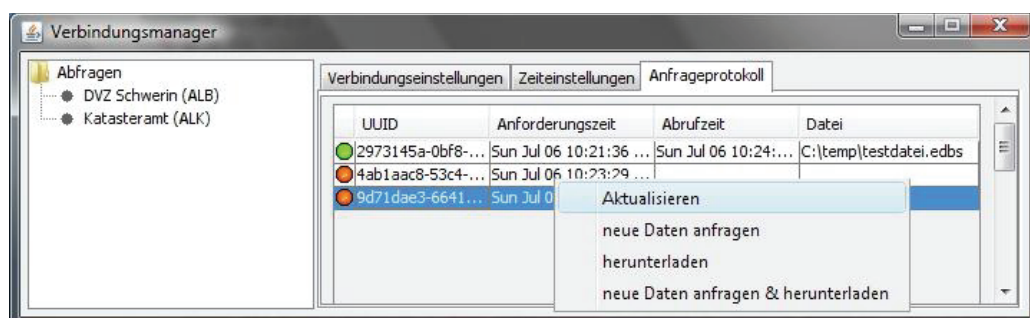 Verbindungsmanager
Abfragen
DVZ Schwerin (ALB)
Katasteramt (ALK)
Verbindungseinstellungen Zeiteinstellungen Anfrageprotokoll
UUID Anforderungszeit Abrufzeit Datei
2973145a-0bf8-... Sun Jul 06 10:21:36 ... Sun Jul 06 10:24:... C:\temp\testdatei.edbs
4ab1aac8-53c4-... Sun Jul 06 10:23:29 ...
9d71dae3-6641... Sun Jul 0
Aktualisieren
neue Daten anfragen
herunterladen
neue Daten anfragen & herunterladen